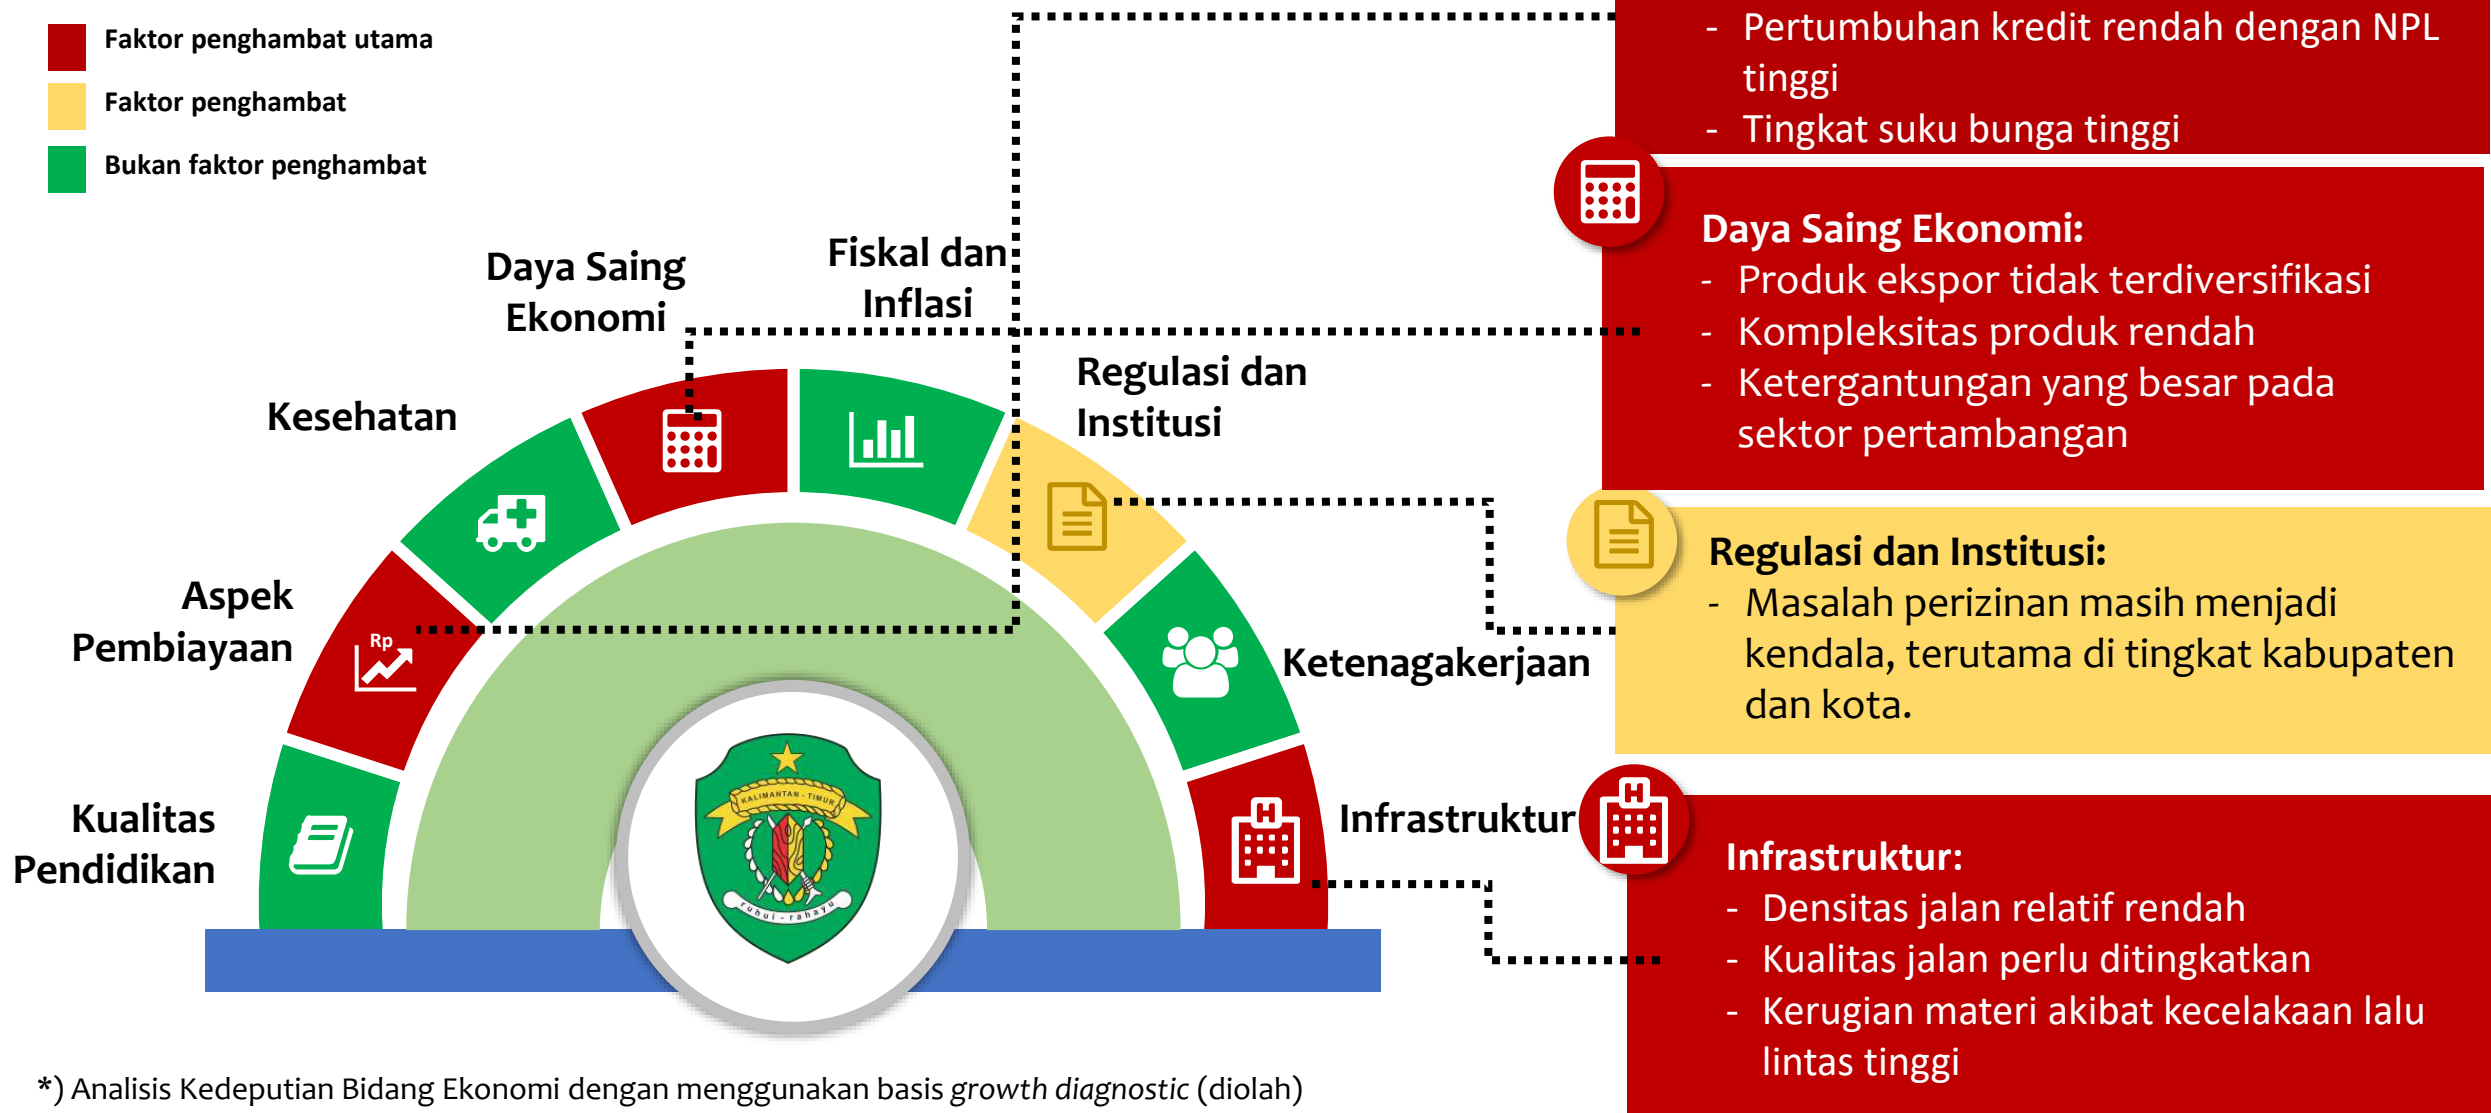 Faktor penghambat utama
Faktor penghambat
Bukan faktor penghambat
Daya Saing
Ekonomi
Fiskal dan
Inflasi
Regulasi dan
Institusi
Kesehatan
Aspek
Pembiayaan
Rp
Kualitas
Pendidikan
Ketenagakerjaan
Infrastruktur
KALIMANTAN - TIMUR
ruhui - rahayu
- Pertumbuhan kredit rendah dengan NPL
tinggi
- Tingkat suku bunga tinggi
Daya Saing Ekonomi:
- Produk ekspor tidak terdiversifikasi
- Kompleksitas produk rendah
- Ketergantungan yang besar pada
sektor pertambangan
Regulasi dan Institusi:
- Masalah perizinan masih menjadi
kendala, terutama di tingkat kabupaten
dan kota.
H
H
Infrastruktur:
- Densitas jalan relatif rendah
- Kualitas jalan perlu ditingkatkan
- Kerugian materi akibat kecelakaan lalu
lintas tinggi
*) Analisis Kedeputian Bidang Ekonomi dengan menggunakan basis growth diagnostic (diolah)